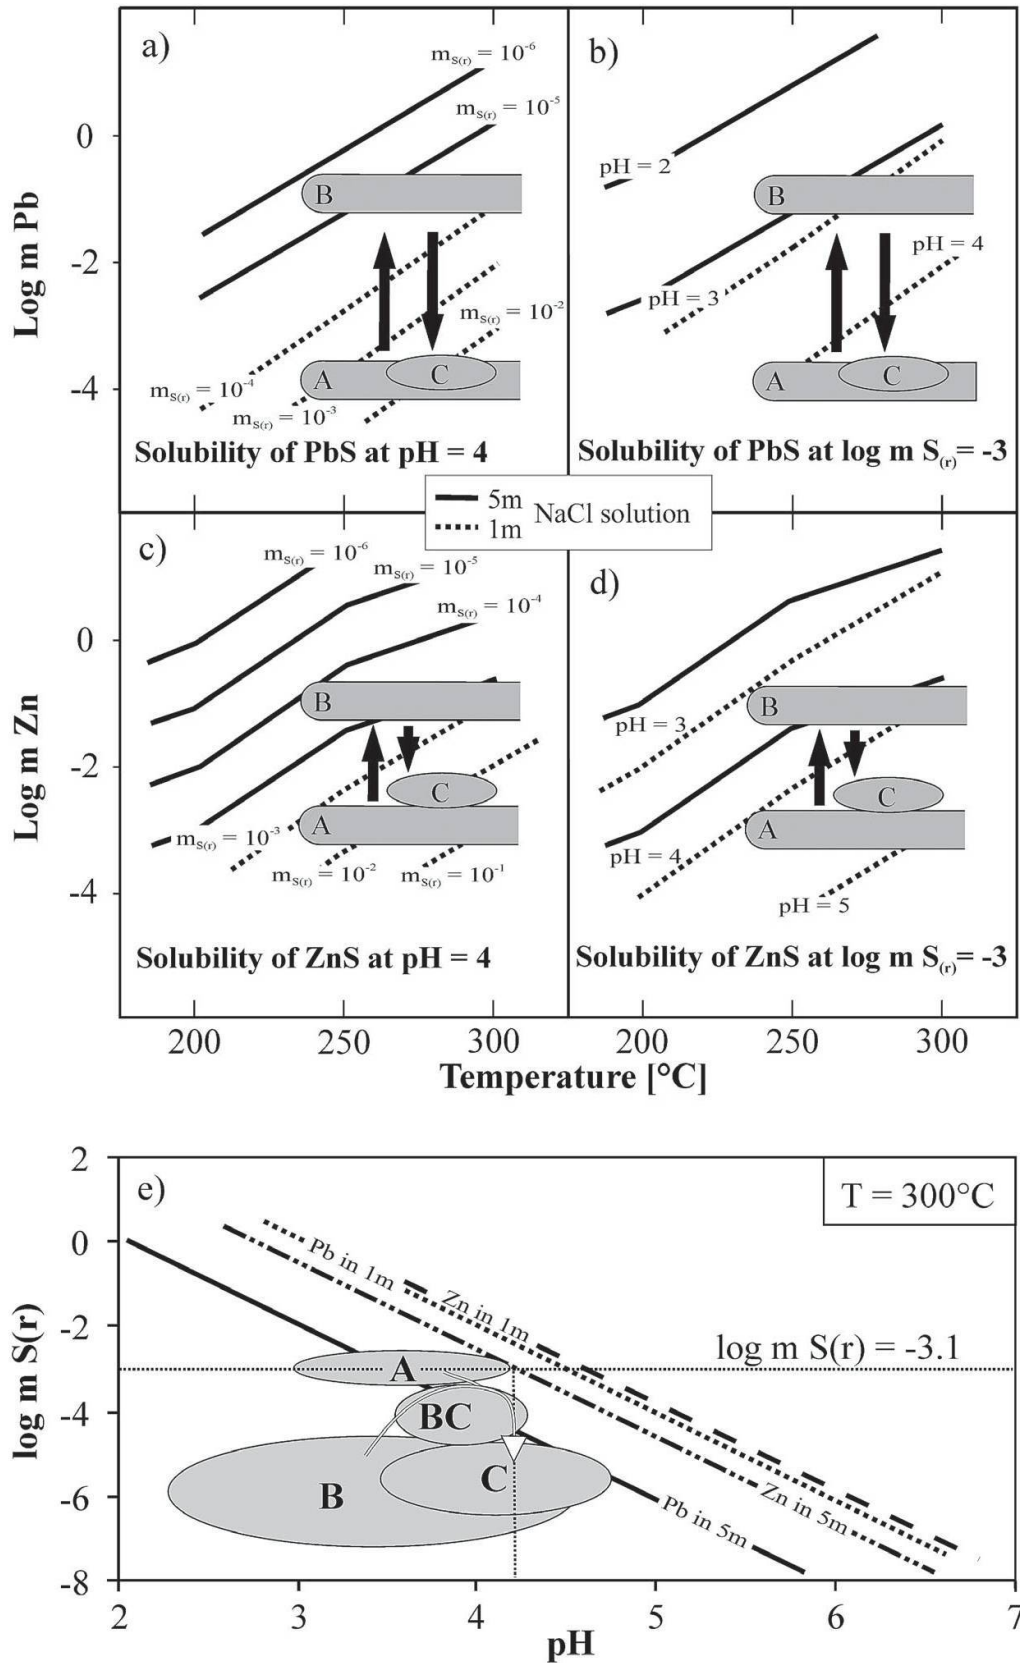 a)
m_S(r) = 10^-6
m_S(r) = 10^-5
B
m_S(r) = 10^-2
A
C
m_S(r) = 10^-4
m_S(r) = 10^-3
Solubility of PbS at pH = 4
b)
pH = 2
B
pH = 4
pH = 3
A
C
Solubility of PbS at log m S(r)= -3
0
-2
-4
Log m Pb
5m
1m
NaCl solution
c)
m_S(r) = 10^-6
m_S(r) = 10^-5
m_S(r) = 10^-4
B
C
A
m_S(r) = 10^-3
m_S(r) = 10^-2
m_S(r) = 10^-1
Solubility of ZnS at pH = 4
d)
B
pH = 3
C
A
pH = 4
pH = 5
Solubility of ZnS at log m S(r)= -3
0
-2
-4
Log m Zn
200
250
300
200
250
300
Temperature [°C]
e)
T = 300°C
Pb in 1m
Zn in 1m
log m S(r) = -3.1
A
BC
B
C
Zn in 5m
Pb in 5m
2
0
-2
-4
-6
-8
log m S(r)
2
3
4
5
6
7
pH